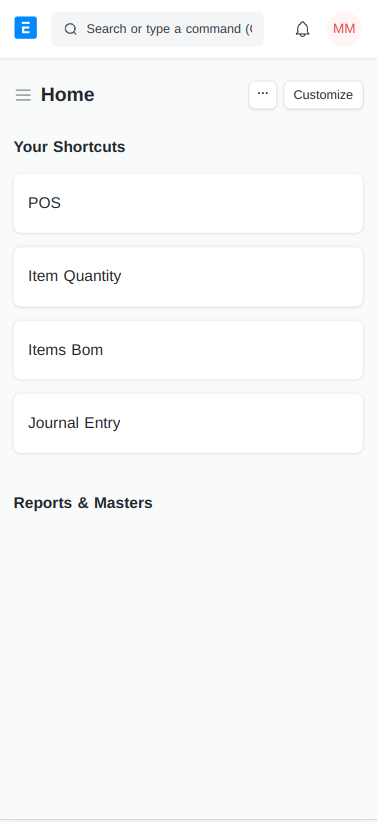 E
Search or type a command (
MM
Home
...
Customize
Your Shortcuts
POS
Item Quantity
Items Bom
Journal Entry
Reports & Masters